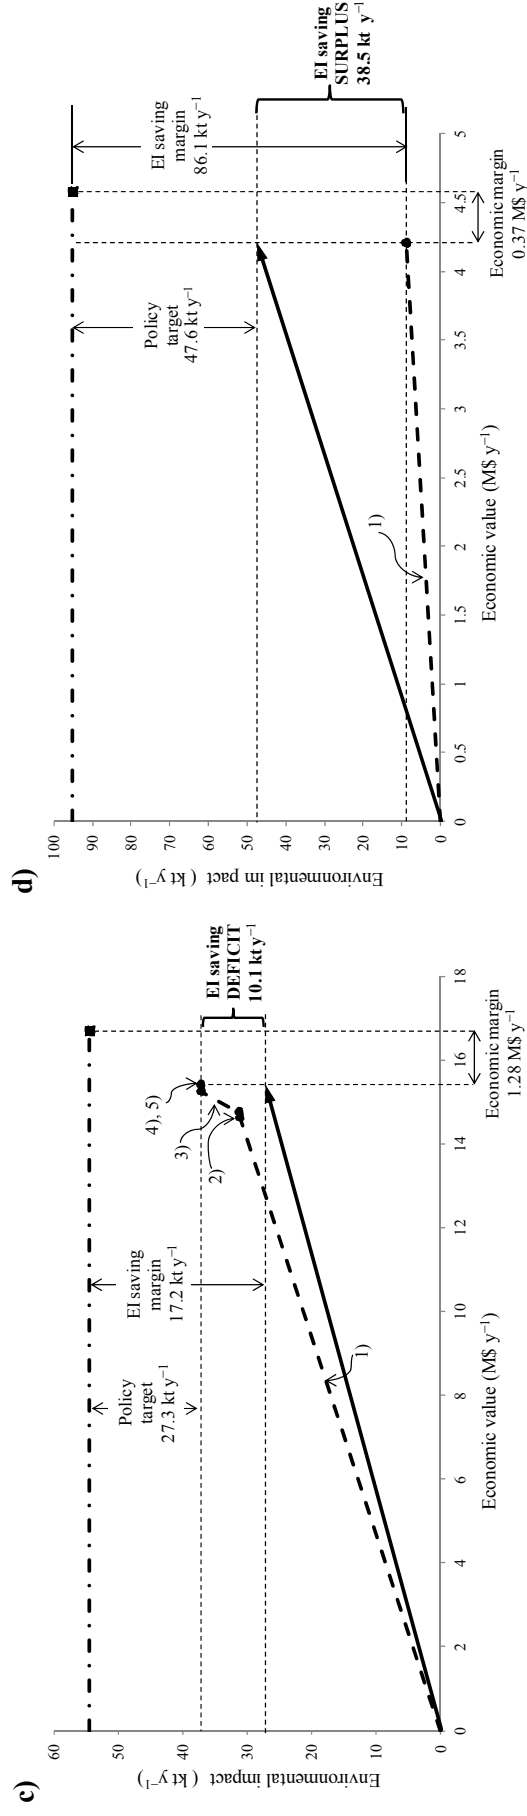 c)
Environmental impact ( kt y⁻¹)
60
50
40
30
20
10
0
0
2
4
6
8
10
12
14
16
18
Economic value (M$ y⁻¹)
Policy
target
27.3 kt y⁻¹
EI saving
margin
17.2 kt y⁻¹
1)
2)
3)
4), 5)
EI saving
DEFICIT
10.1 kt y⁻¹
Economic margin
1.28 M$ y⁻¹
d)
Environmental im pact ( kt y⁻¹)
100
90
80
70
60
50
40
30
20
10
0
0
0.5
1
1.5
2
2.5
3
3.5
4
4.5
5
Economic value (M$ y⁻¹)
1)
Policy
target
47.6 kt y⁻¹
EI saving
margin
86.1 kt y⁻¹
EI saving
SURPLUS
38.5 kt y⁻¹
Economic margin
0.37 M$ y⁻¹